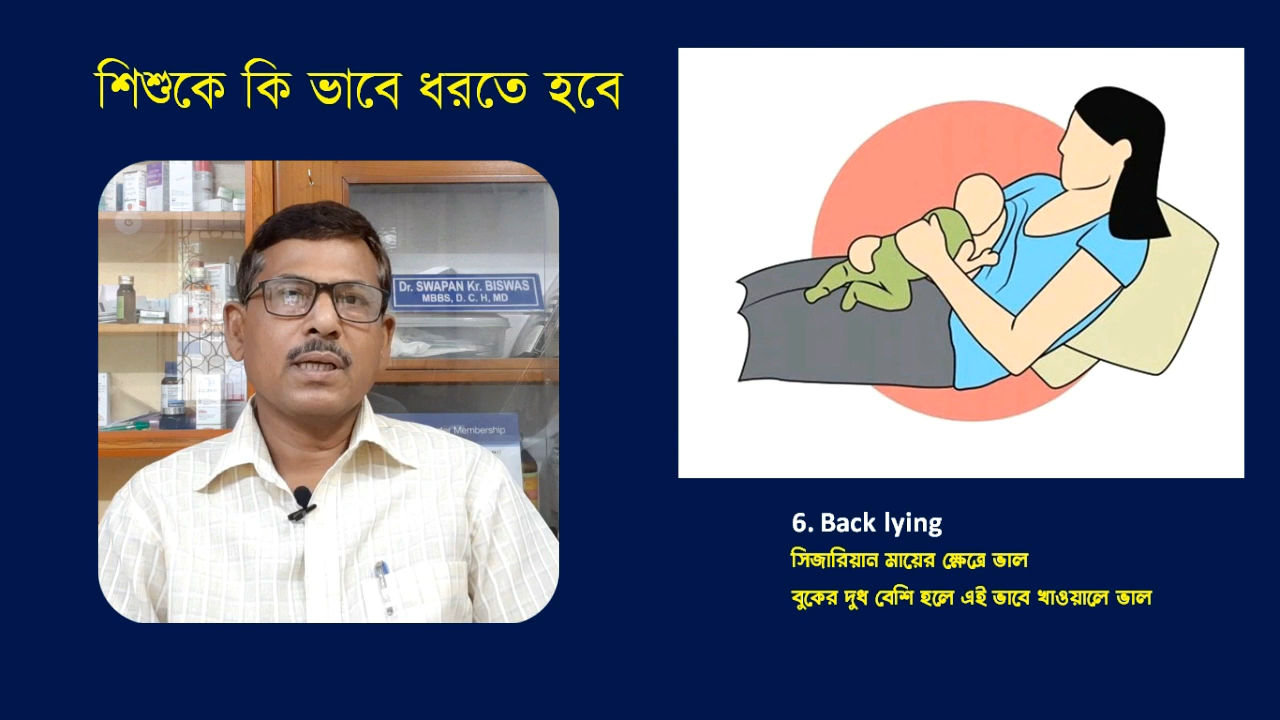 শিশুকে কি ভাবে ধরতে হবে
Dr. SWAPAN Kr. BISWAS
MBBS, D. C. H, MD
Membership
6. Back lying
সিজারিয়ান মায়ের ক্ষেত্রে ভাল
বুকের দুধ বেশি হলে এই ভাবে খাওয়ালে ভাল